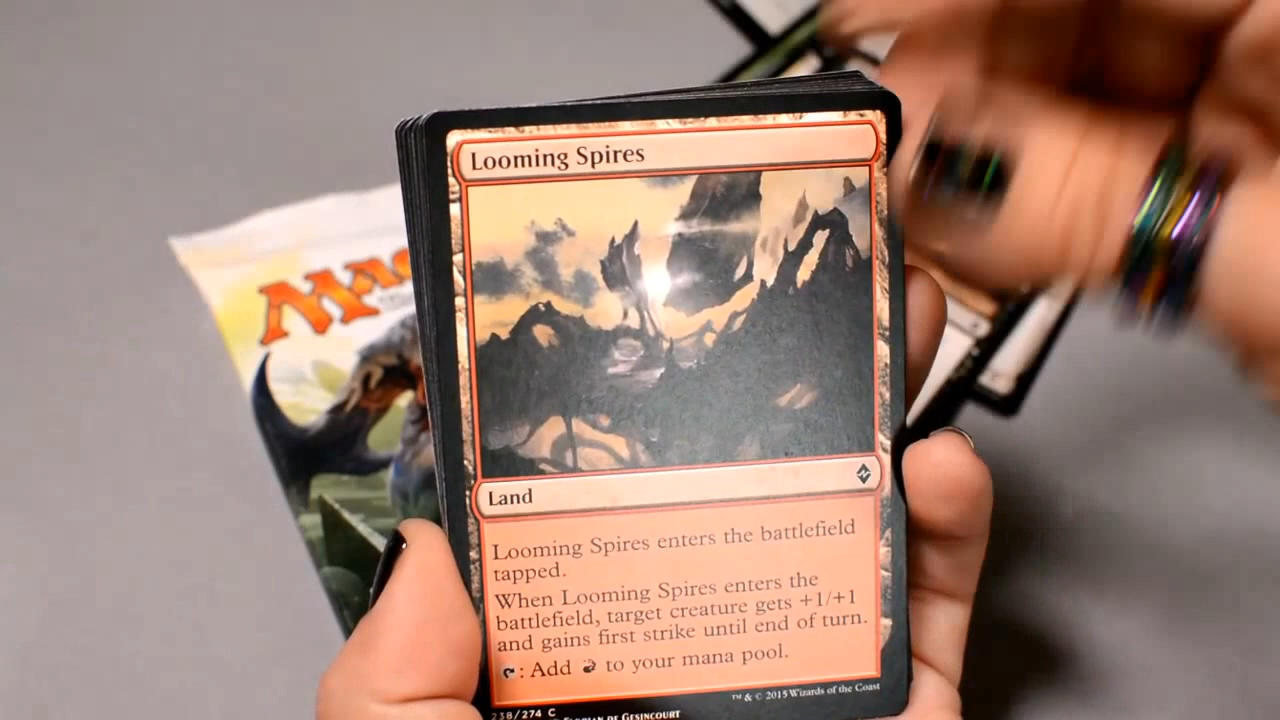 Looming Spires
Land
Looming Spires enters the battlefield
tapped.
When Looming Spires enters the
battlefield, target creature gets +1/+1
and gains first strike until end of turn.
: Add to your mana pool.
™ & © 2015 Wizards of the Coast
238/274 C
de Gesincourt